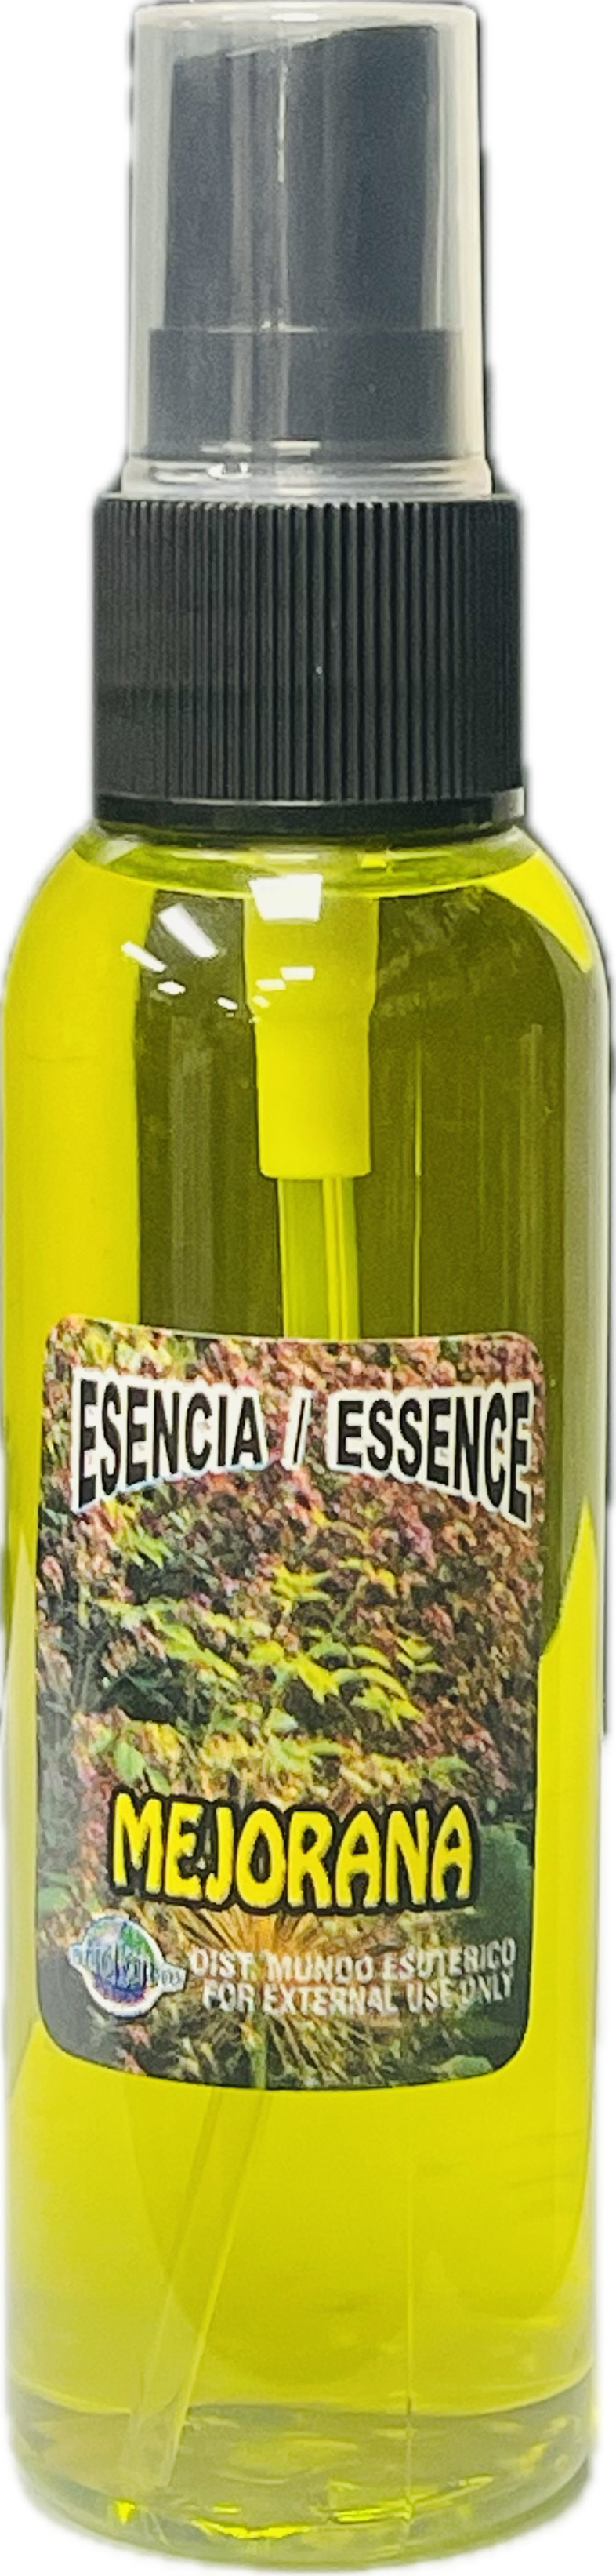 ESENCIA / ESSENCE
MEJORANA
DIST. MUNDO ESOTERICO
FOR EXTERNAL USE ONLY